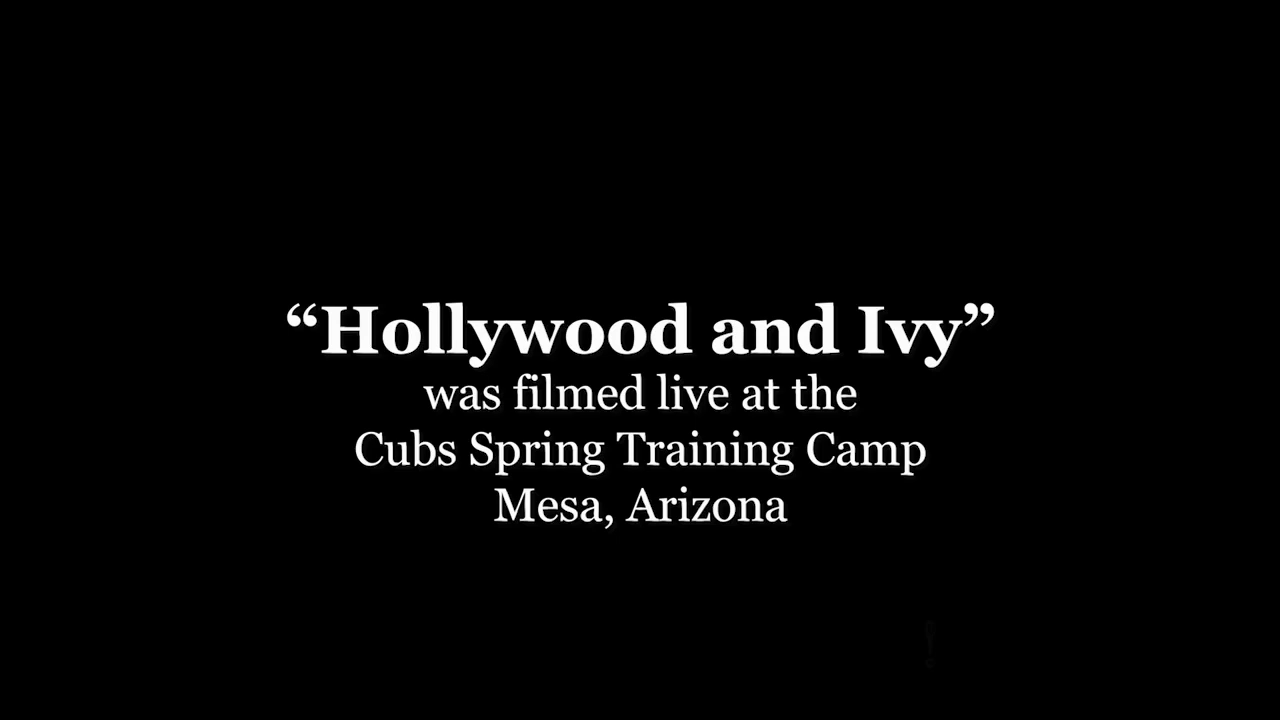 “Hollywood and Ivy”
was filmed live at the
Cubs Spring Training Camp
Mesa, Arizona